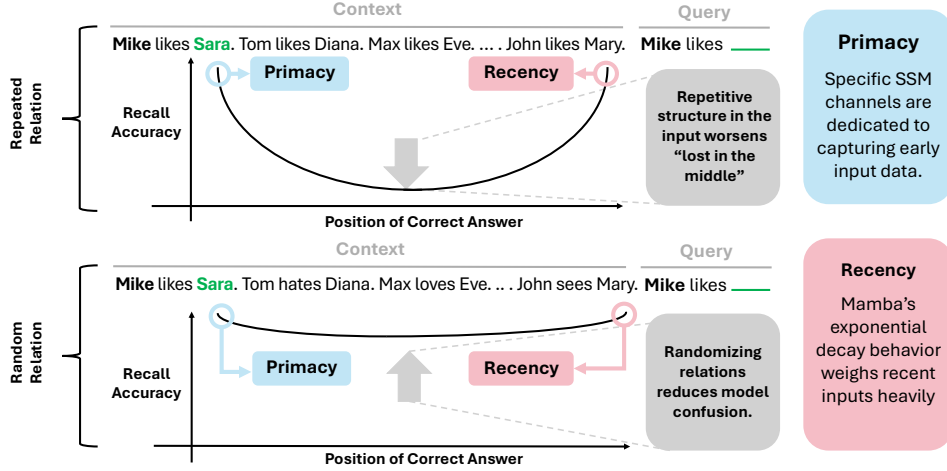 Context
Query
Mike likes Sara. Tom likes Diana. Max likes Eve. ... . John likes Mary.
Mike likes ___
Repeated
Relation
Recall
Accuracy
Primacy
Recency
Repetitive
structure in the
input worsens
“lost in the
middle”
Position of Correct Answer
Primacy
Specific SSM
channels are
dedicated to
capturing early
input data.
Context
Query
Mike likes Sara. Tom hates Diana. Max loves Eve. .. . John sees Mary.
Mike likes ___
Random
Relation
Recall
Accuracy
Primacy
Recency
Randomizing
relations
reduces model
confusion.
Position of Correct Answer
Recency
Mamba’s
exponential
decay behavior
weighs recent
inputs heavily